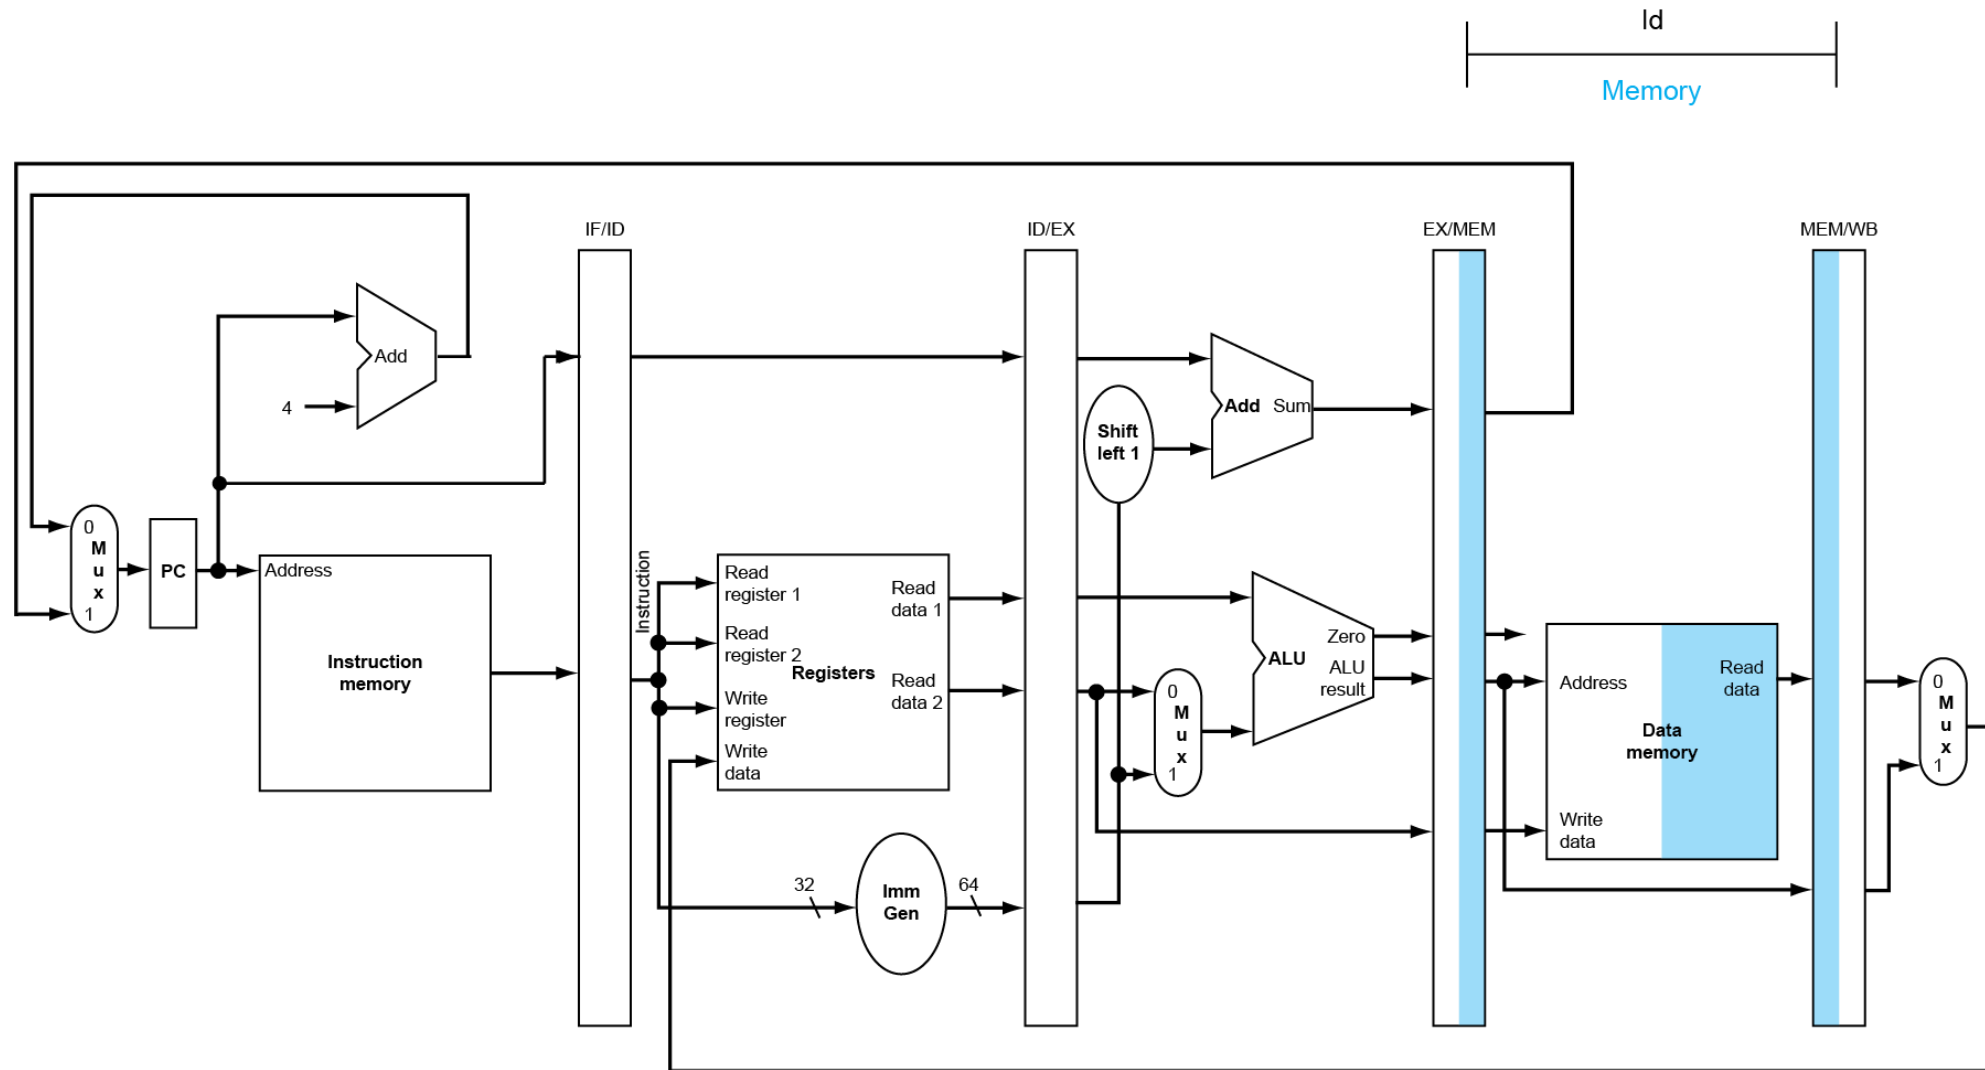 ld
Memory
IF/ID
ID/EX
EX/MEM
MEM/WB
Add
4
Add Sum
Shift
left 1
0
M
u
x
1
PC
Address
Instruction
memory
Instruction
Read
register 1
Read
register 2
Write
register
Write
data
Registers
Read
data 1
Read
data 2
32
Imm
Gen
64
0
M
u
x
1
ALU
Zero
ALU
result
Address
Read
data
Data
memory
Write
data
0
M
u
x
1